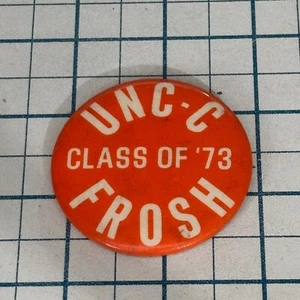 UNC-C
CLASS OF '73
FROSH